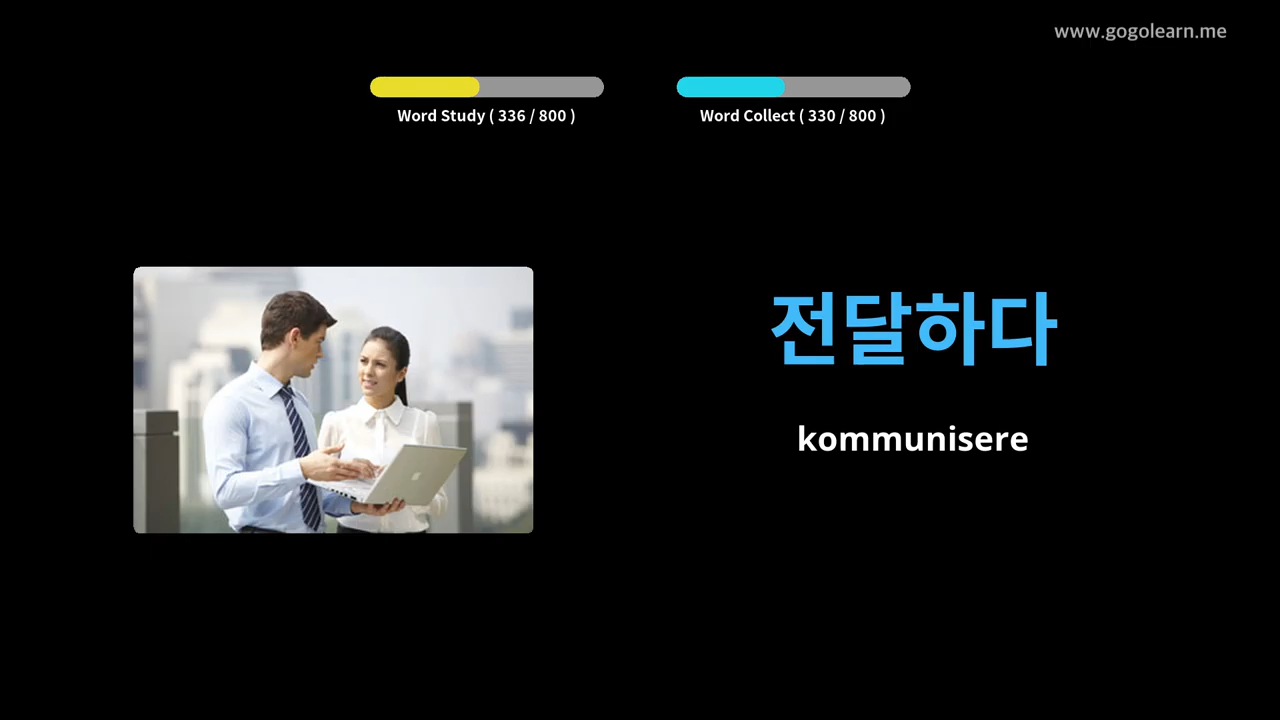 www.gogolearn.me
Word Study ( 336 / 800 )
Word Collect ( 330 / 800 )
전달하다
kommunisere